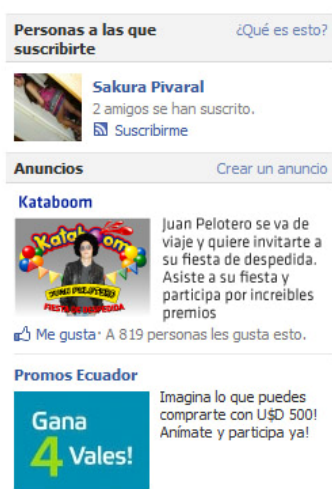 Personas a las que suscribirte
¿Qué es esto?
Sakura Pivaral
2 amigos se han suscrito.
Suscribirme
Anuncios
Crear un anuncio
Kataboom
KataBoom
JUAN PELOTERO
FIESTA DE DESPEDIDA
Juan Pelotero se va de
viaje y quiere invitarte a
su fiesta de despedida.
Asiste a su fiesta y
participa por increibles
premios
Me gusta · A 819 personas les gusta esto.
Promos Ecuador
Gana
4 Vales!
Imagina lo que puedes
comprarte con U$D 500!
Anímate y participa ya!